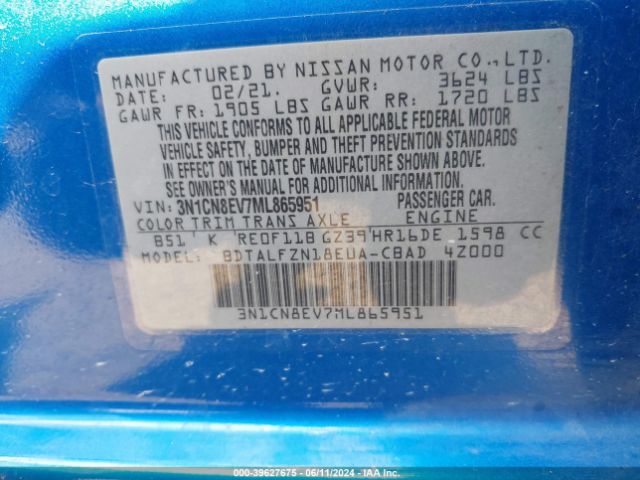 MANUFACTURED BY NISSAN MOTOR CO.,LTD.
DATE: 02/21. GVWR: 3624 LBS
GAWR FR: 1905 LBS GAWR RR: 1720 LBS
THIS VEHICLE CONFORMS TO ALL APPLICABLE FEDERAL MOTOR
VEHICLE SAFETY, BUMPER AND THEFT PREVENTION STANDARDS
IN EFFECT ON THE DATE OF MANUFACTURE SHOWN ABOVE.
SEE OWNER'S MANUAL FOR ADDITIONAL INFORMATION.
VIN: 3N1CN8EV7ML865951 PASSENGER CAR.
COLOR TRIM TRANS AXLE ENGINE
B51 K RE0F11B GZ39 HR16DE 1598 CC
MODEL: BDTALFZN18EUA-CBAD 4Z000
3N1CN8EV7ML865951
000-39627675 - 06/11/2024 - IAA Inc.